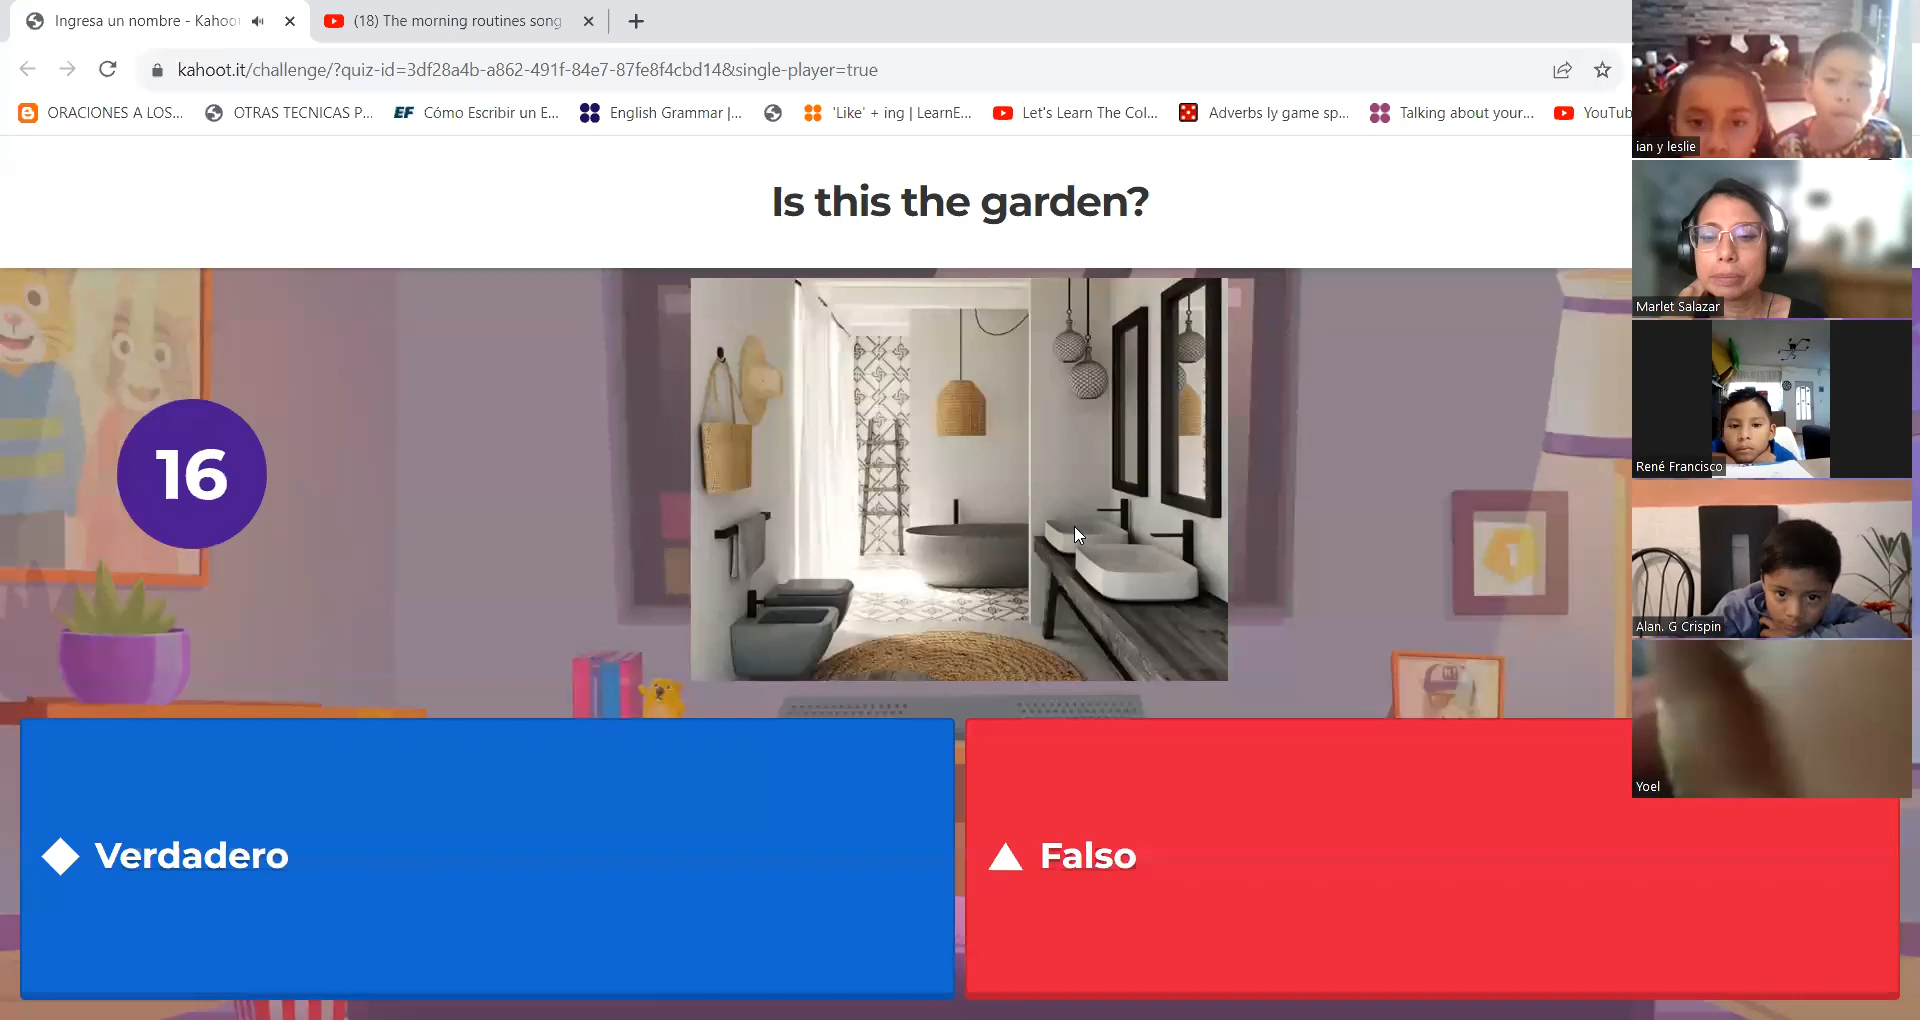 Ingresa un nombre - Kahoo
(18) The morning routines song
kahoot.it/challenge/?quiz-id=3df28a4b-a862-491f-84e7-87fe8f4cbd14&single-player=true
ORACIONES A LOS...
OTRAS TECNICAS P...
EF
Cómo Escribir un E...
English Grammar |...
'Like' + ing | LearnE...
Let's Learn The Col...
Adverbs ly game sp...
Talking about your...
YouTub
Is this the garden?
16
1
Verdadero
Falso
ian y leslie
Marlet Salazar
René Francisco
Alan. G Crispin
Yoel